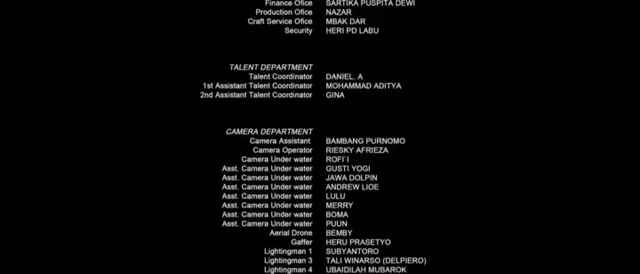 Finance Ofice SARTIKA PUSPITA DEWI
Production Ofice NAZAR
Craft Service Ofice MBAK DAR
Security HERI PD LABU
TALENT DEPARTMENT
Talent Coordinator DANIEL. A
1st Assistant Talent Coordinator MOHAMMAD ADITYA
2nd Assistant Talent Coordinator GINA
CAMERA DEPARTMENT
Camera Assistant BAMBANG PURNOMO
Camera Operator RIESKY AFRIEZA
Camera Under water ROFI'I
Asst. Camera Under water GUSTI YOGI
Asst. Camera Under water JAWA DOLPIN
Asst. Camera Under water ANDREW LIOE
Asst. Camera Under water LULU
Asst. Camera Under water MERRY
Asst. Camera Under water BOMA
Asst. Camera Under water PUUN
Aerial Drone BEMBY
Gaffer HERU PRASETYO
Lightingman 1 SUBYANTORO
Lightingman 3 TALI WINARSO (DELPIERO)
Lightingman 4 UBAIDILAH MUBAROK